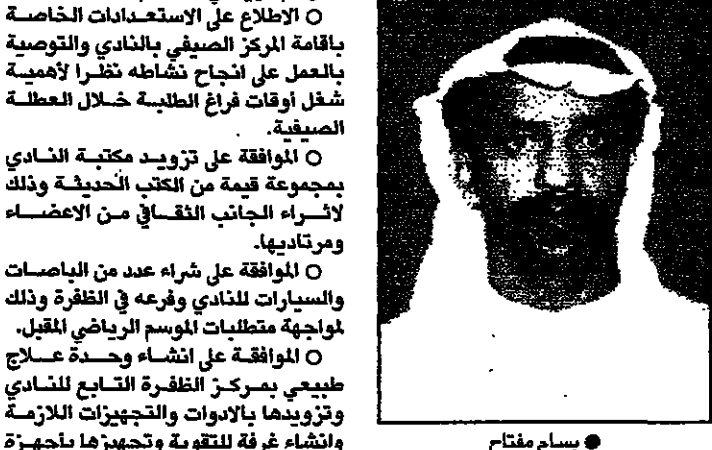 ○ الاطلاع على الاستعدادات الخاصة
باقامة المركز الصيفي بالنادي والتوصية
بالعمل على انجاح نشاطه نظرا لأهمية
شغل أوقات فراغ الطلبة خلال العطلة
الصيفية.
○ الموافقة على تزويد مكتبة النادي
بمجموعة قيمة من الكتب الحديثة وذلك
لاثراء الجانب الثقافي من الاعضاء
ومرتاديها.
○ الموافقة على شراء عدد من الباصات
والسيارات للنادي وفرعه في الظفرة وذلك
لمواجهة متطلبات الموسم الرياضي المقبل.
○ الموافقة على انشاء وحدة علاج
طبيعي بمركز الظفرة التابع للنادي
وتزويدها بالادوات والتجهيزات اللازمة
وانشاء غرفة للتقوية وتجهيزها بأجهزة
● بسام مفتاح